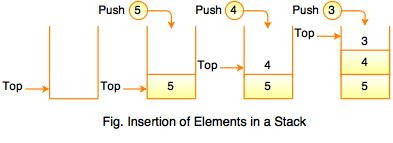 Push 5 Push 4 Push 3
Top
3
Top 4 4
Top Top 5 5 5
Fig. Insertion of Elements in a Stack